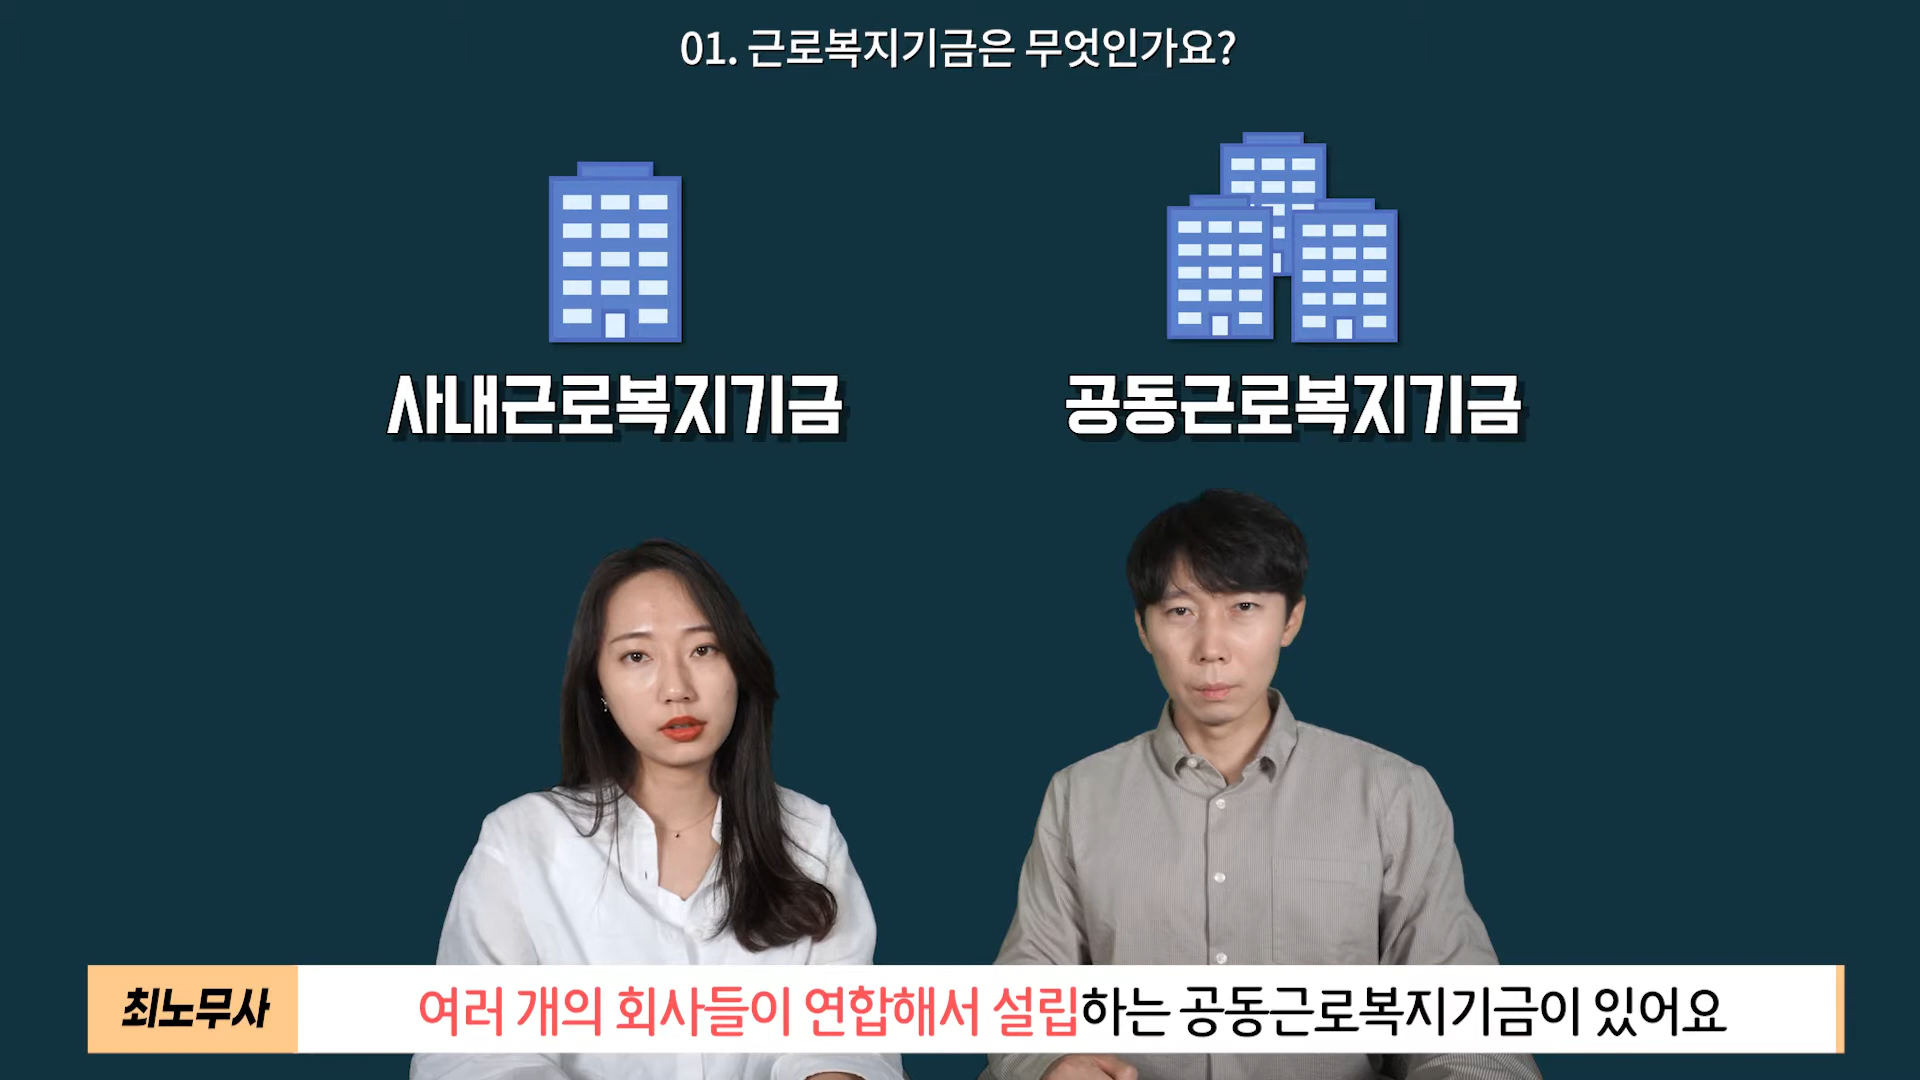 01. 근로복지기금은 무엇인가요?
사내근로복지기금
공동근로복지기금
최노무사
여러 개의 회사들이 연합해서 설립하는 공동근로복지기금이 있어요